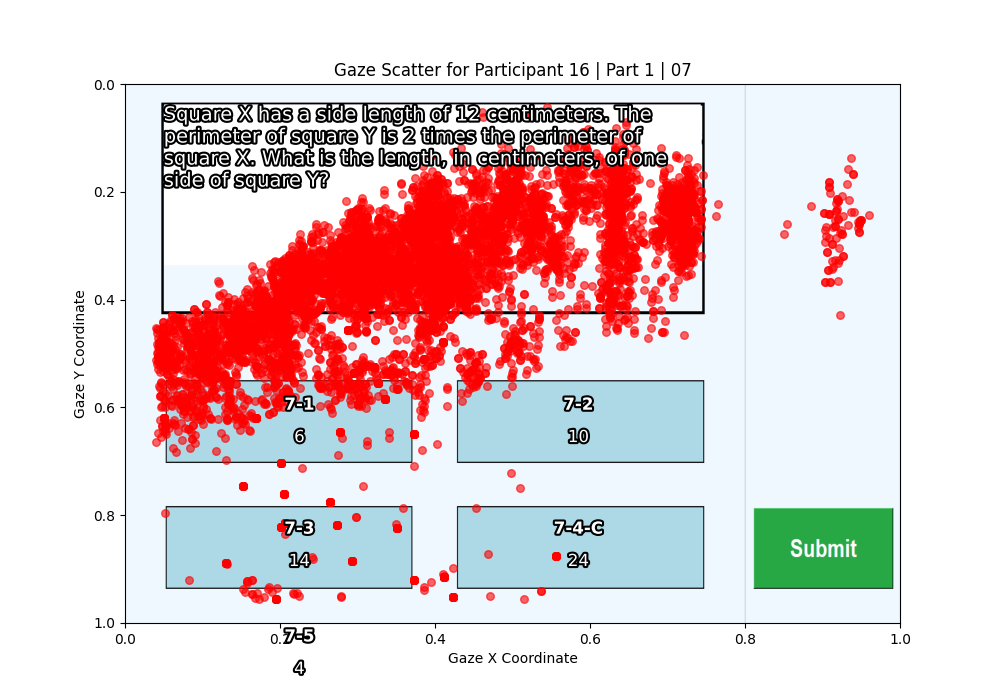 Gaze Scatter for Participant 16 | Part 1 | 07
0.0
0.2
0.4
0.6
0.8
1.0
Gaze Y Coordinate
Square X has a side length of 12 centimeters. The
perimeter of square Y is 2 times the perimeter of
square X. What is the length, in centimeters, of one
side of square Y?
7-1
6
7-2
10
7-3
14
7-4-C
24
Submit
0.0
0.2
0.4
0.6
0.8
1.0
7-5
4
Gaze X Coordinate